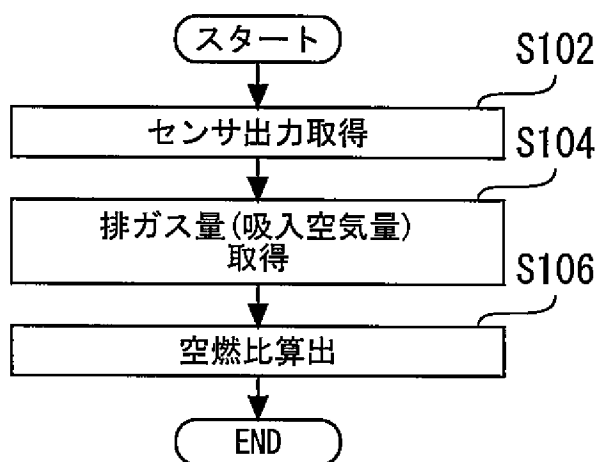 スタート
S102
センサ出力取得
S104
排ガス量(吸入空気量)
取得
S106
空燃比算出
END